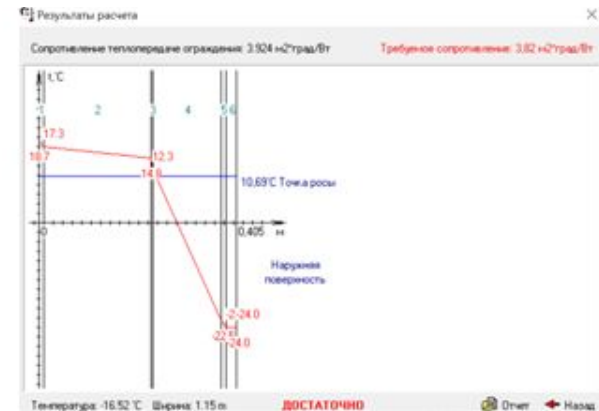 Результаты расчета
Сопротивление теплопередаче ограждения: 3.924 м2*град/Вт Требуемое сопротивление: 3,82 м2*град/Вт
t,'C
1 2 3 4 5 6
17.3
18.7 12.3
14.8
10,69'C Точка росы
0 0,405 м
Наружная
поверхность
-24.0
-24.0
Температура: -16.52 'C Ширина: 1.15 m ДОСТАТОЧНО Отчет Назад